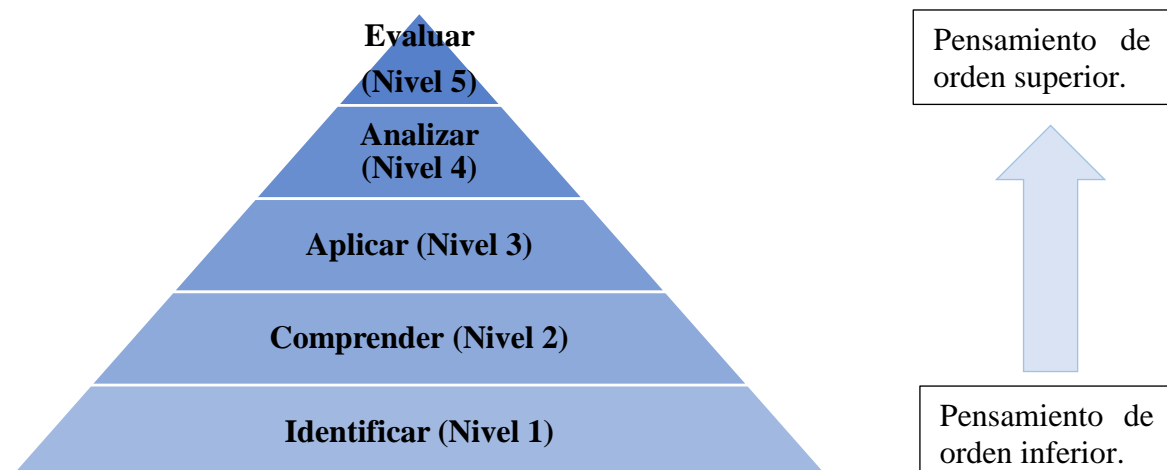 Evaluar
(Nivel 5)
Analizar
(Nivel 4)
Aplicar (Nivel 3)
Comprender (Nivel 2)
Identificar (Nivel 1)
Pensamiento de
orden superior.
Pensamiento de
orden inferior.